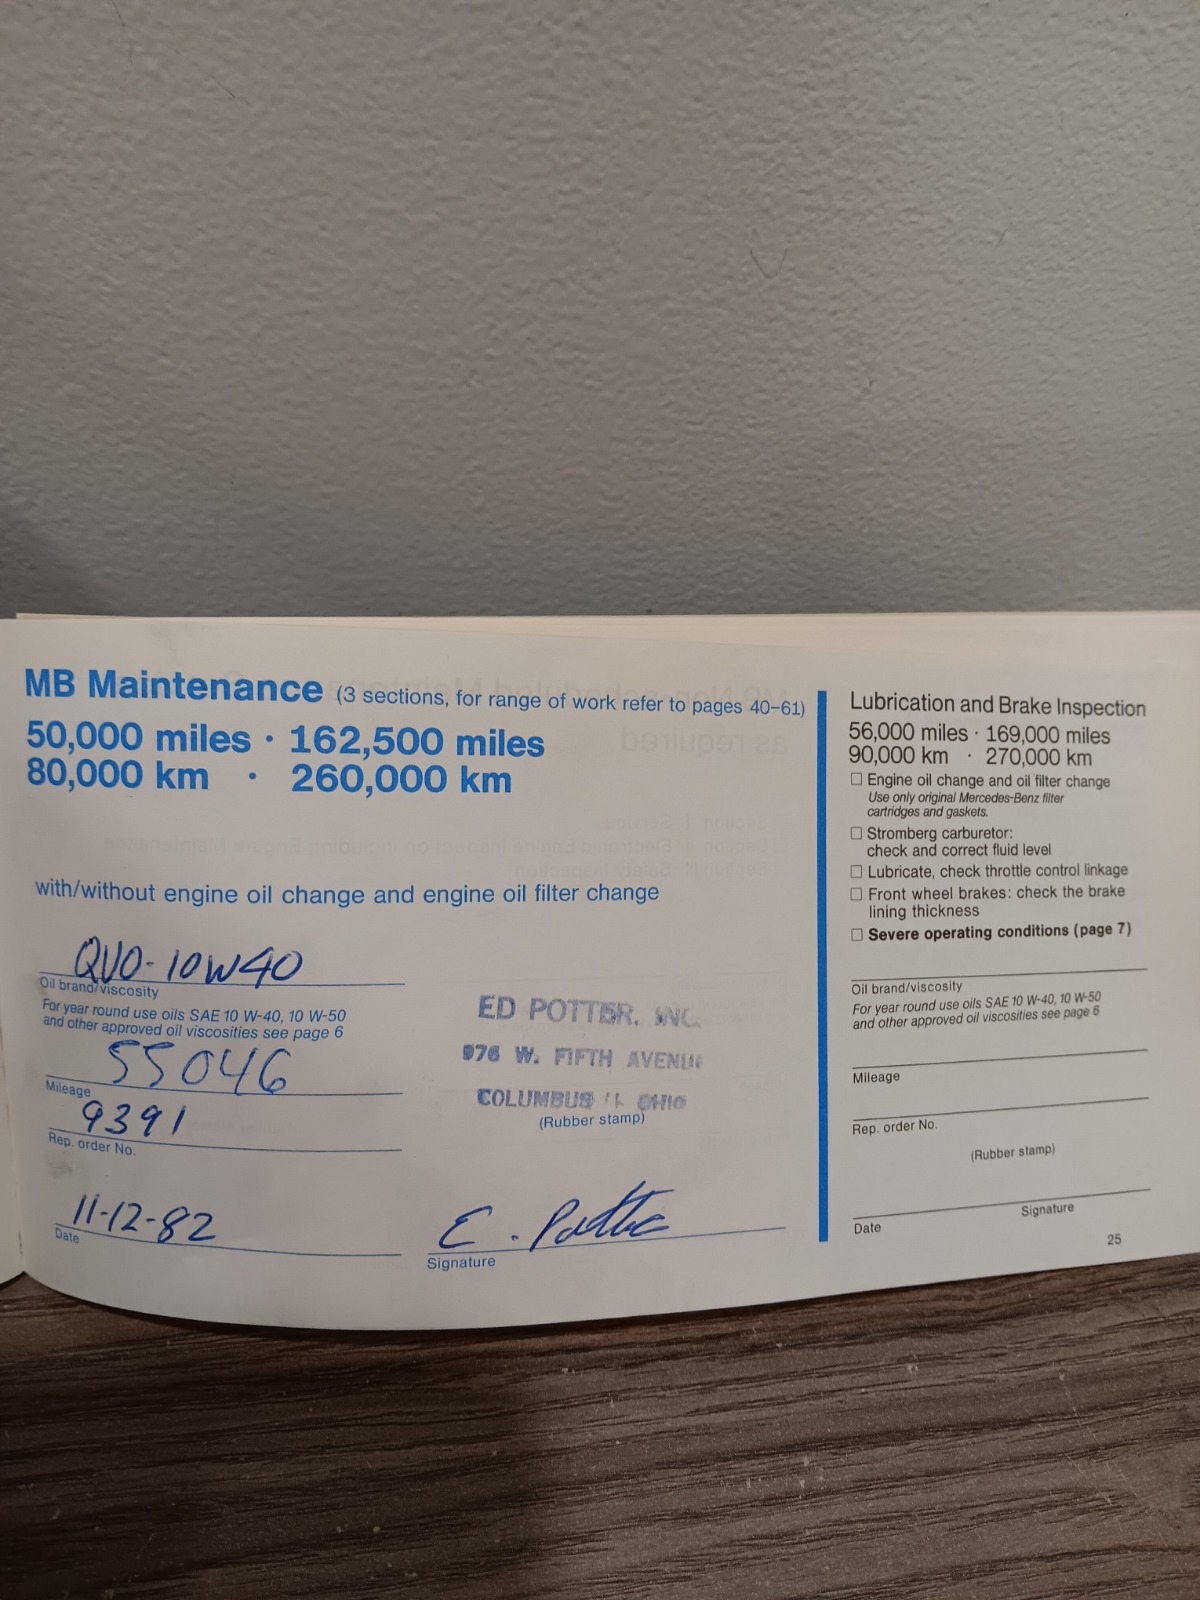 MB Maintenance (3 sections, for range of work refer to pages 40–61)
50,000 miles · 162,500 miles
80,000 km · 260,000 km
with/without engine oil change and engine oil filter change
QVO-10W40
Oil brand/viscosity
For year round use oils SAE 10 W-40, 10 W-50
and other approved oil viscosities see page 6
55046
Mileage
9391
Rep. order No.
11-12-82
Date
ED POTTER, INC.
976 W. FIFTH AVENUE
COLUMBUS OHIO
(Rubber stamp)
E. Potter
Signature
Lubrication and Brake Inspection
56,000 miles · 169,000 miles
90,000 km · 270,000 km
☐ Engine oil change and oil filter change
Use only original Mercedes-Benz filter
cartridges and gaskets.
☐ Stromberg carburetor:
check and correct fluid level
☐ Lubricate, check throttle control linkage
☐ Front wheel brakes: check the brake
lining thickness
☐ Severe operating conditions (page 7)
Oil brand/viscosity
For year round use oils SAE 10 W-40, 10 W-50
and other approved oil viscosities see page 6
Mileage
Rep. order No.
(Rubber stamp)
Date
Signature
25